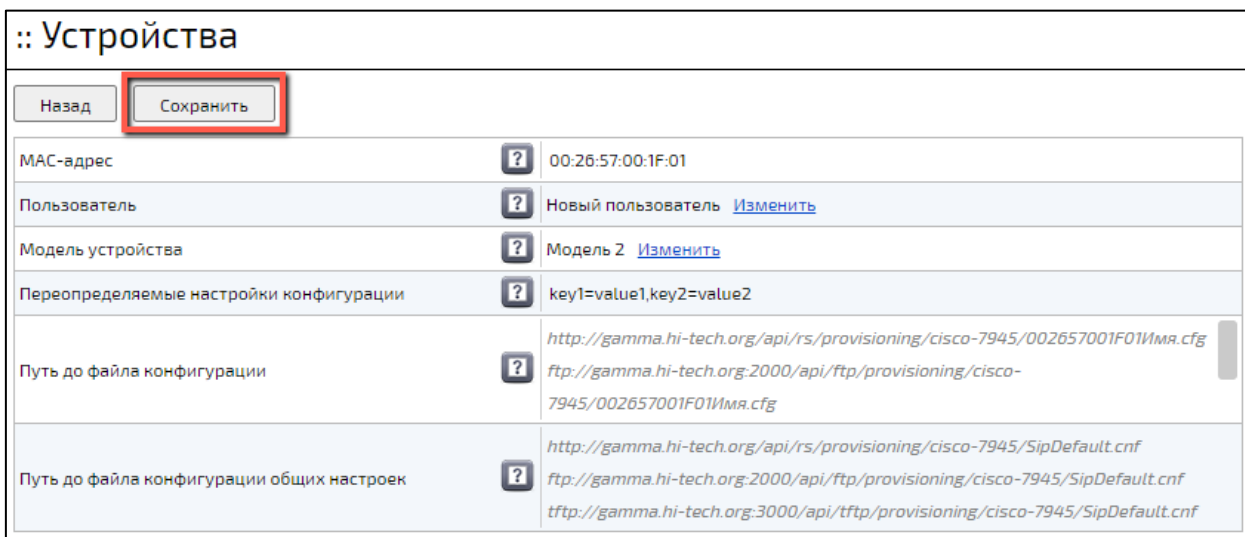 :: Устройства
Назад Сохранить
MAC-адрес ? 00:26:57:00:1F:01
Пользователь ? Новый пользователь Изменить
Модель устройства ? Модель 2 Изменить
Переопределяемые настройки конфигурации ? key1=value1,key2=value2
http://gamma.hi-tech.org/api/rs/provisioning/cisco-7945/002657001F01Имя.cfg
Путь до файла конфигурации ? ftp://gamma.hi-tech.org:2000/api/ftp/provisioning/cisco-
7945/002657001F01Имя.cfg
http://gamma.hi-tech.org/api/rs/provisioning/cisco-7945/SipDefault.cnf
Путь до файла конфигурации общих настроек ? ftp://gamma.hi-tech.org:2000/api/ftp/provisioning/cisco-7945/SipDefault.cnf
tftp://gamma.hi-tech.org:3000/api/tftp/provisioning/cisco-7945/SipDefault.cnf